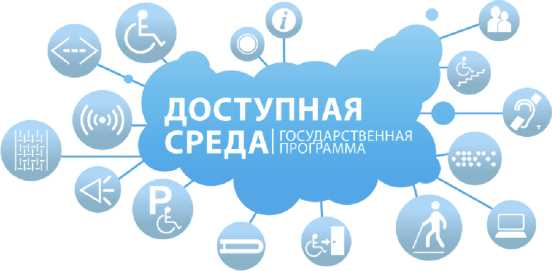 ДОСТУПНАЯ
СРЕДА|ГОСУДАРСТВЕННАЯ
ПРОГРАММА
P
i